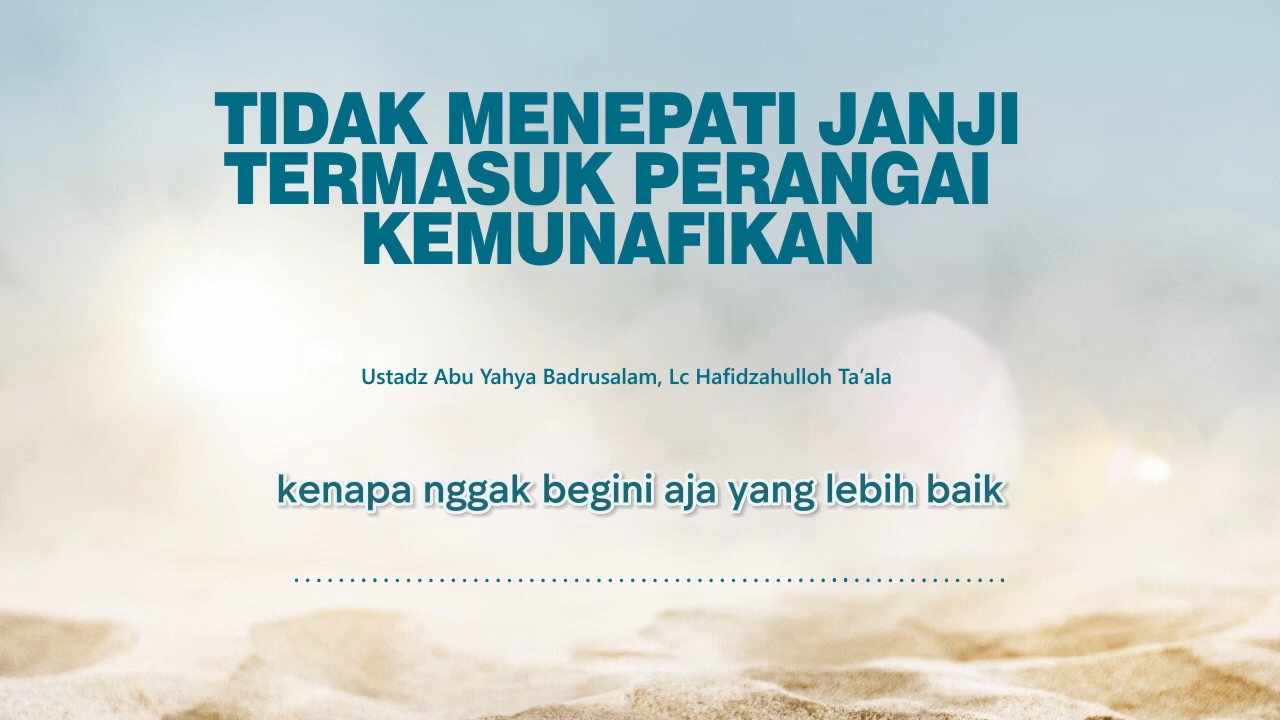 TIDAK MENEPATI JANJI
TERMASUK PERANGAI
KEMUNAFIKAN
Ustadz Abu Yahya Badrusalam, Lc Hafidzahulloh Ta’ala
kenapa nggak begini aja yang lebih baik